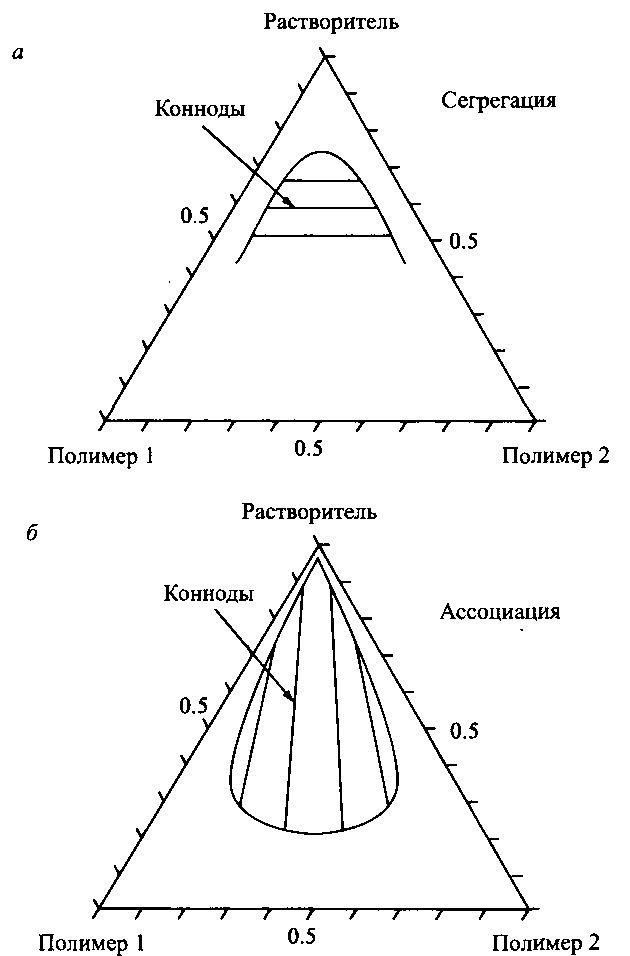 а
Растворитель
Сегрегация
Конноды
0.5
0.5
Полимер 1
0.5
Полимер 2
б
Растворитель
Конноды
Ассоциация
0.5
0.5
Полимер 1
0.5
Полимер 2